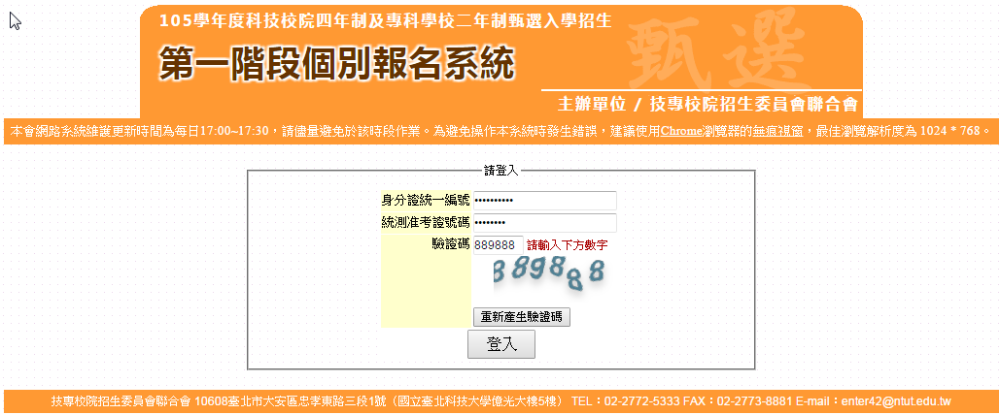 105學年度科技校院四年制及專科學校二年制甄選入學招生
甄選
第一階段個別報名系統
主辦單位 / 技專校院招生委員會聯合會
本會網路系統維護更新時間為每日17:00~17:30，請儘量避免於該時段作業。為避免操作本系統時發生錯誤，建議使用Chrome瀏覽器的無痕視窗，最佳瀏覽解析度為 1024 * 768。
請登入
身分證統一編號 ••••••••••
統測准考證號碼 ••••••••
驗證碼 889888 請輸入下方數字
889888
重新產生驗證碼
登入
技專校院招生委員會聯合會 10608臺北市大安區忠孝東路三段1號（國立臺北科技大學億光大樓5樓） TEL：02-2772-5333 FAX：02-2773-8881 E-mail：enter42@ntut.edu.tw